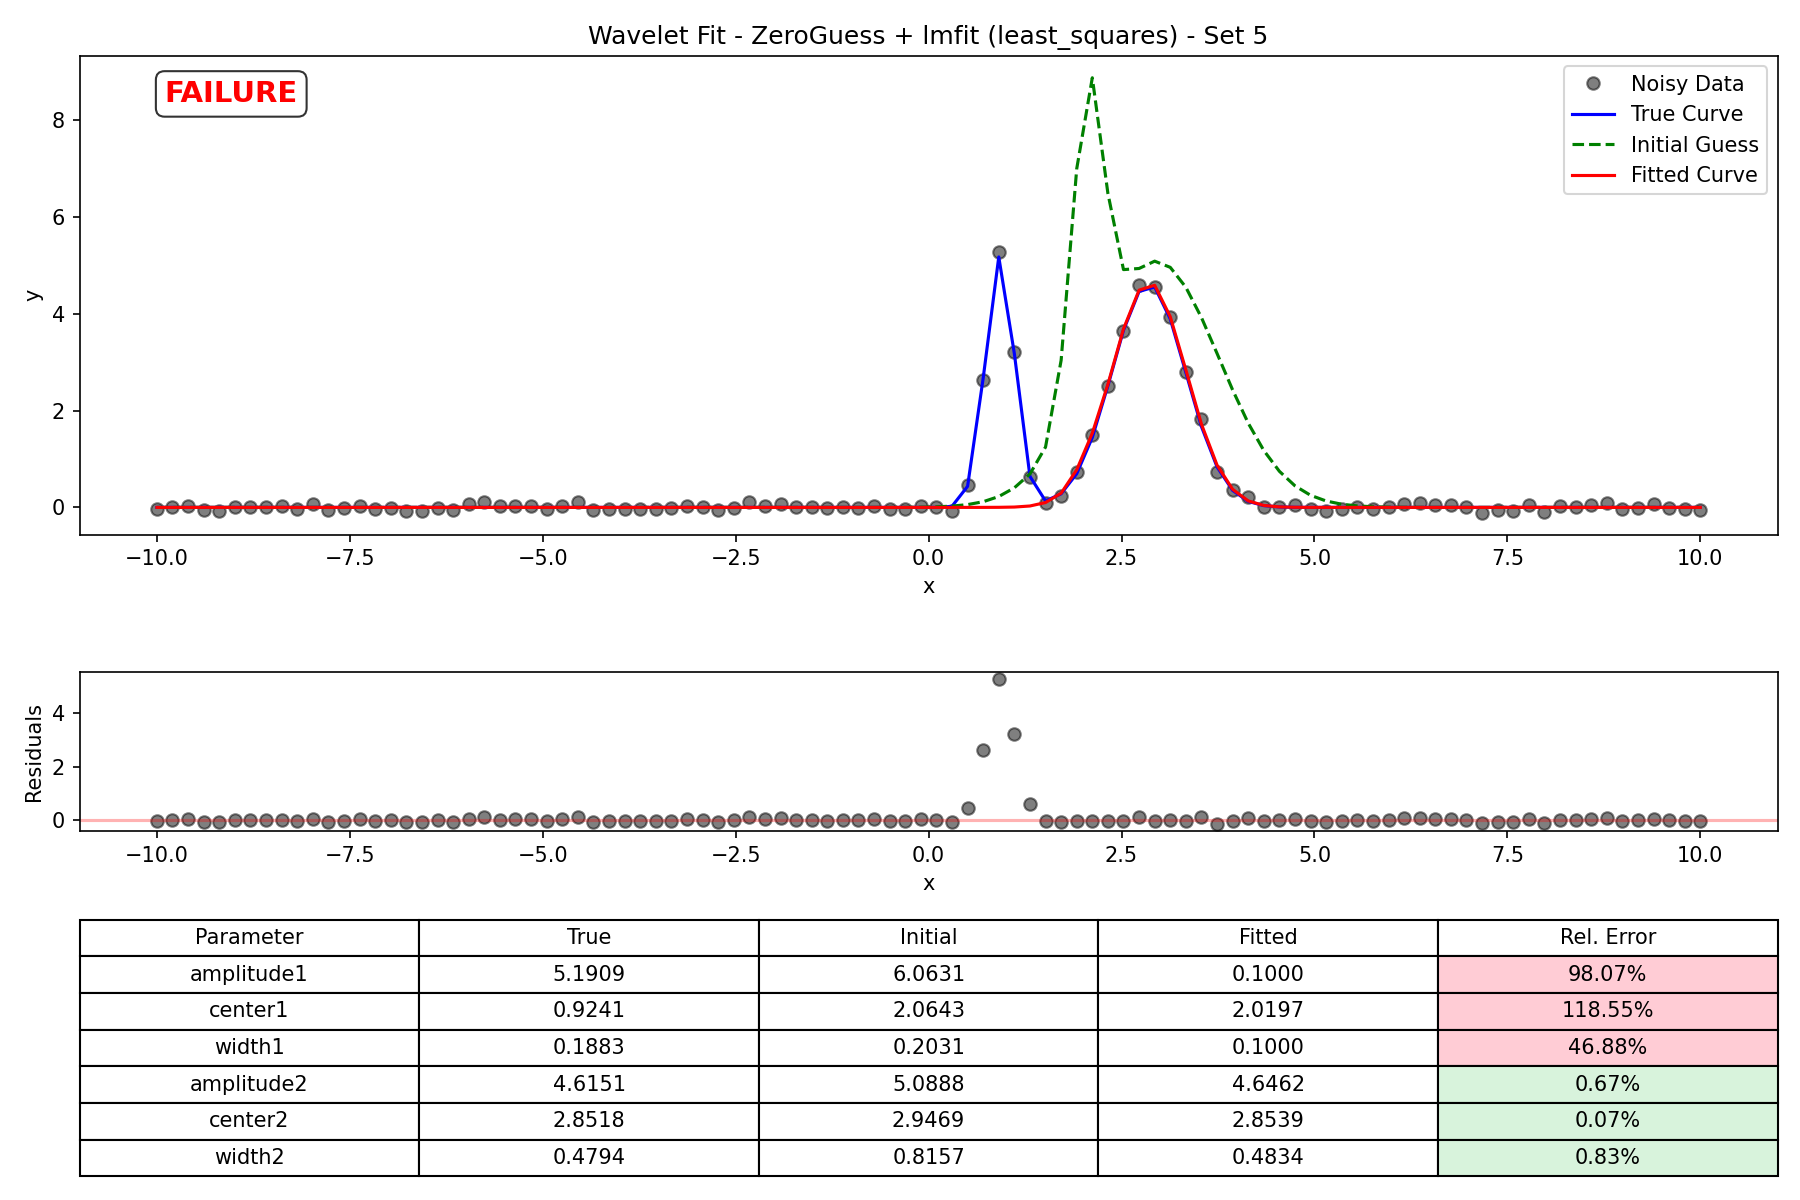 Wavelet Fit - ZeroGuess + lmfit (least_squares) - Set 5
FAILURE
Noisy Data
True Curve
Initial Guess
Fitted Curve
8
6
4
2
0
y
−10.0 −7.5 −5.0 −2.5 0.0 2.5 5.0 7.5 10.0
x
4
2
0
Residuals
−10.0 −7.5 −5.0 −2.5 0.0 2.5 5.0 7.5 10.0
x
Parameter True Initial Fitted Rel. Error
amplitude1 5.1909 6.0631 0.1000 98.07%
center1 0.9241 2.0643 2.0197 118.55%
width1 0.1883 0.2031 0.1000 46.88%
amplitude2 4.6151 5.0888 4.6462 0.67%
center2 2.8518 2.9469 2.8539 0.07%
width2 0.4794 0.8157 0.4834 0.83%